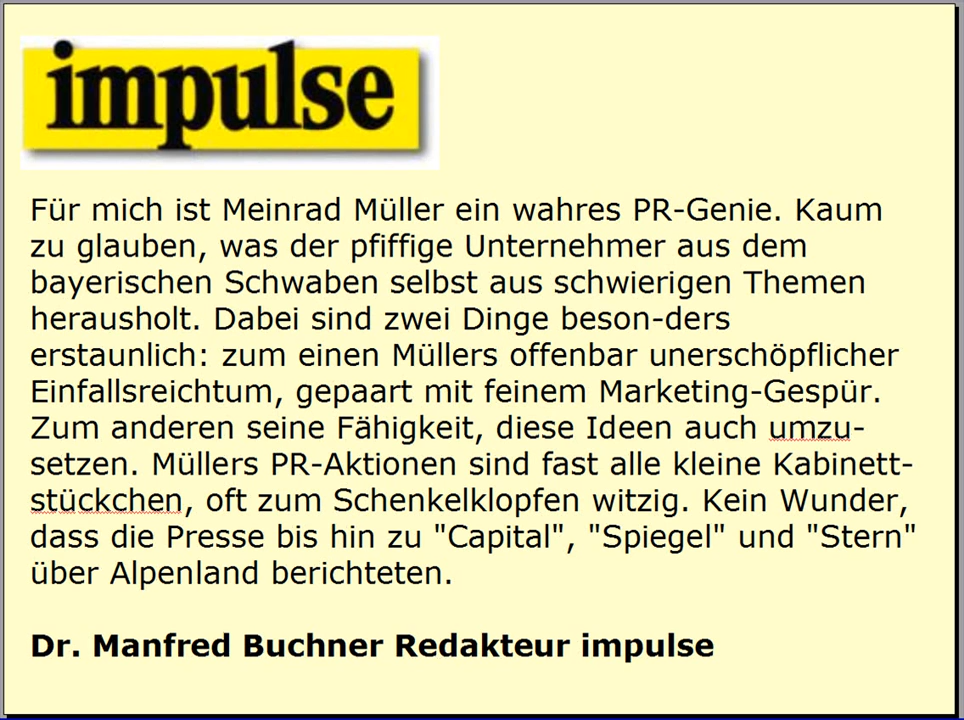 impulse
Für mich ist Meinrad Müller ein wahres PR-Genie. Kaum
zu glauben, was der pfiffige Unternehmer aus dem
bayerischen Schwaben selbst aus schwierigen Themen
herausholt. Dabei sind zwei Dinge beson-ders
erstaunlich: zum einen Müllers offenbar unerschöpflicher
Einfallsreichtum, gepaart mit feinem Marketing-Gespür.
Zum anderen seine Fähigkeit, diese Ideen auch umzu-
setzen. Müllers PR-Aktionen sind fast alle kleine Kabinett-
stückchen, oft zum Schenkelklopfen witzig. Kein Wunder,
dass die Presse bis hin zu "Capital", "Spiegel" und "Stern"
über Alpenland berichteten.
Dr. Manfred Buchner Redakteur impulse